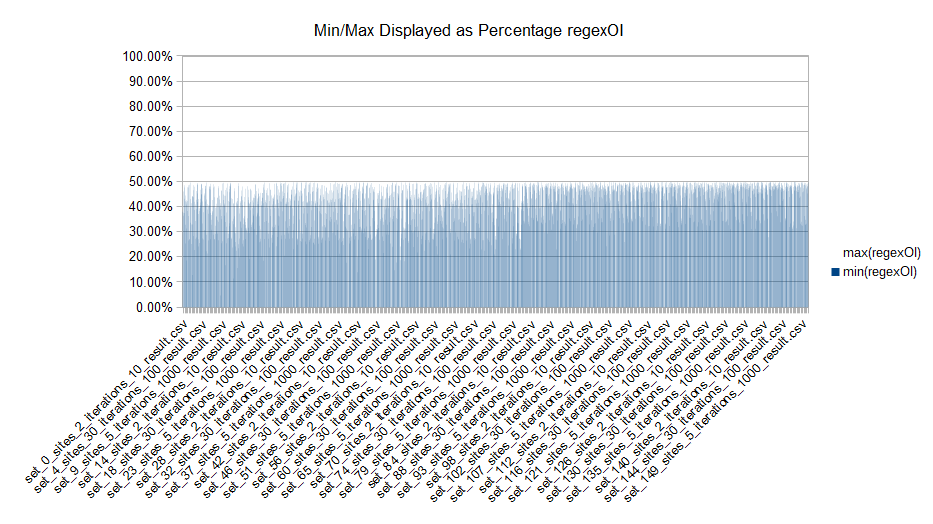 Min/Max Displayed as Percentage regexOI
100.00%
90.00%
80.00%
70.00%
60.00%
50.00%
40.00%
30.00%
20.00%
10.00%
0.00%
set_0_sites_2_iterations_10_result.csv
set_4_sites_30_iterations_100_result.csv
set_9_sites_5_iterations_1000_result.csv
set_14_sites_2_iterations_10_result.csv
set_18_sites_30_iterations_100_result.csv
set_23_sites_5_iterations_1000_result.csv
set_28_sites_2_iterations_10_result.csv
set_32_sites_30_iterations_100_result.csv
set_37_sites_5_iterations_1000_result.csv
set_42_sites_2_iterations_10_result.csv
set_46_sites_30_iterations_100_result.csv
set_51_sites_5_iterations_1000_result.csv
set_56_sites_2_iterations_10_result.csv
set_60_sites_30_iterations_100_result.csv
set_65_sites_5_iterations_1000_result.csv
set_70_sites_2_iterations_10_result.csv
set_74_sites_30_iterations_100_result.csv
set_79_sites_5_iterations_1000_result.csv
set_84_sites_2_iterations_10_result.csv
set_88_sites_30_iterations_100_result.csv
set_93_sites_5_iterations_1000_result.csv
set_98_sites_2_iterations_10_result.csv
set_102_sites_30_iterations_100_result.csv
set_107_sites_5_iterations_1000_result.csv
set_112_sites_2_iterations_10_result.csv
set_116_sites_30_iterations_100_result.csv
set_121_sites_5_iterations_1000_result.csv
set_126_sites_2_iterations_10_result.csv
set_130_sites_30_iterations_100_result.csv
set_135_sites_5_iterations_1000_result.csv
set_140_sites_2_iterations_10_result.csv
set_144_sites_30_iterations_100_result.csv
set_149_sites_5_iterations_1000_result.csv
max(regexOI)
min(regexOI)